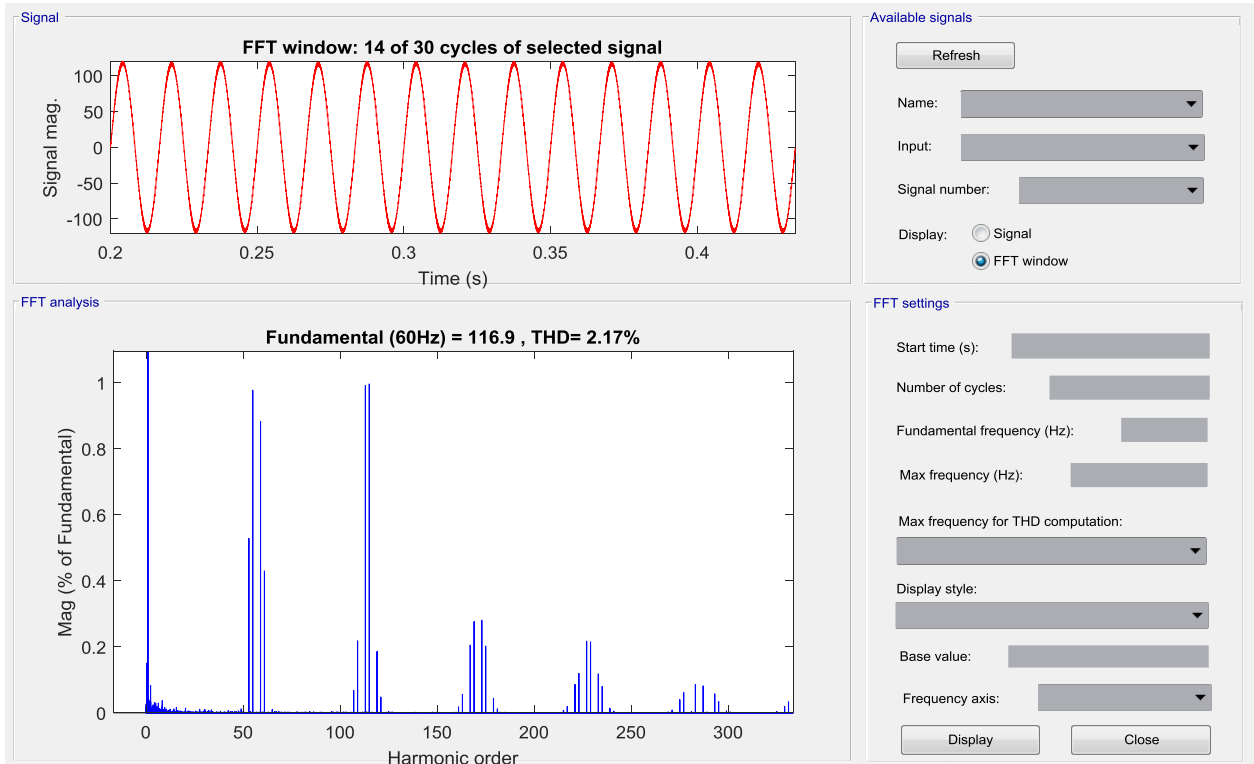 Signal
FFT window: 14 of 30 cycles of selected signal
Signal mag.
100
50
0
-50
-100
0.2
0.25
0.3
0.35
0.4
Time (s)
FFT analysis
Fundamental (60Hz) = 116.9 , THD= 2.17%
Mag (% of Fundamental)
1
0.8
0.6
0.4
0.2
0
0
50
100
150
200
250
300
Harmonic order
Available signals
Refresh
Name:
Input:
Signal number:
Display:
Signal
FFT window
FFT settings
Start time (s):
Number of cycles:
Fundamental frequency (Hz):
Max frequency (Hz):
Max frequency for THD computation:
Display style:
Base value:
Frequency axis:
Display
Close